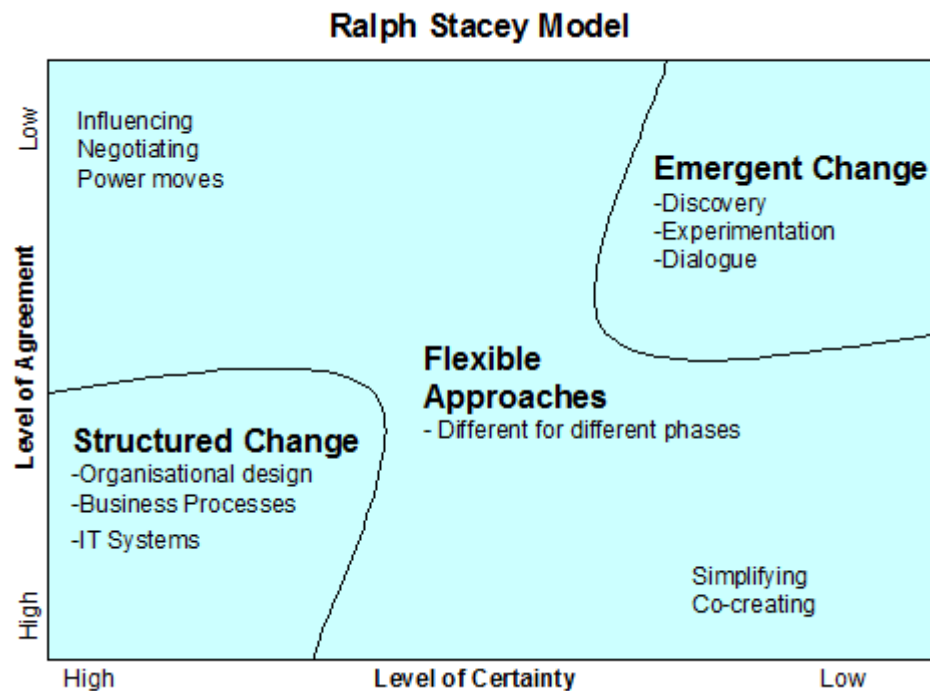 Ralph Stacey Model
Low
Influencing
Negotiating
Power moves
Emergent Change
-Discovery
-Experimentation
-Dialogue
Level of Agreement
Flexible
Approaches
- Different for different phases
Structured Change
-Organisational design
-Business Processes
-IT Systems
Simplifying
Co-creating
High
High
Level of Certainty
Low